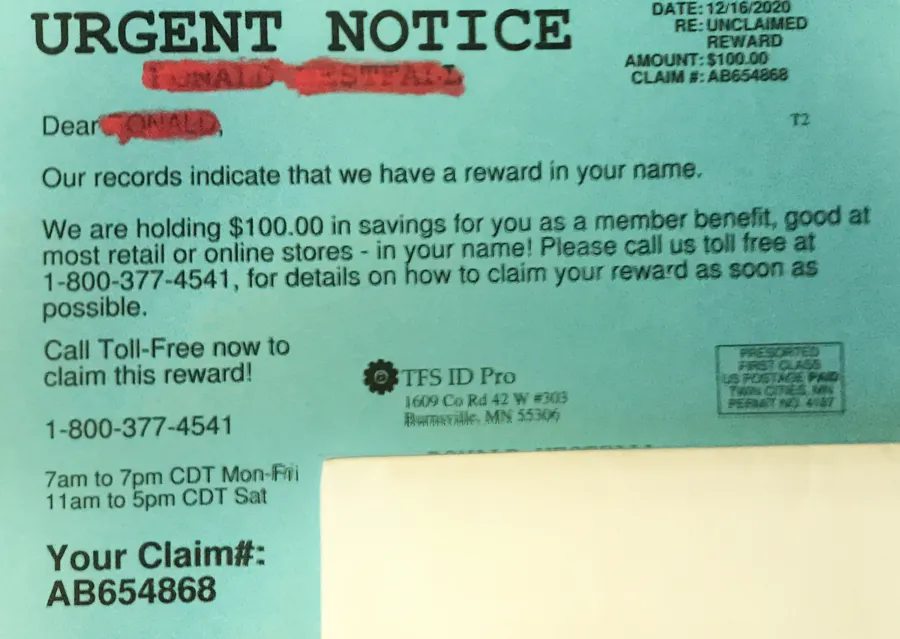 URGENT NOTICE
DATE: 12/16/2020
RE: UNCLAIMED
REWARD
AMOUNT: $100.00
CLAIM #: AB654868
Dear
T2
Our records indicate that we have a reward in your name.
We are holding $100.00 in savings for you as a member benefit, good at
most retail or online stores - in your name! Please call us toll free at
1-800-377-4541, for details on how to claim your reward as soon as
possible.
Call Toll-Free now to
claim this reward!
TFS ID Pro
1609 Co Rd 42 W #303
Burnsville, MN 55306
PRESORTED
FIRST CLASS
US POSTAGE PAID
TWIN CITIES, MN
PERMIT NO. 4187
1-800-377-4541
7am to 7pm CDT Mon-Fri
11am to 5pm CDT Sat
Your Claim#:
AB654868